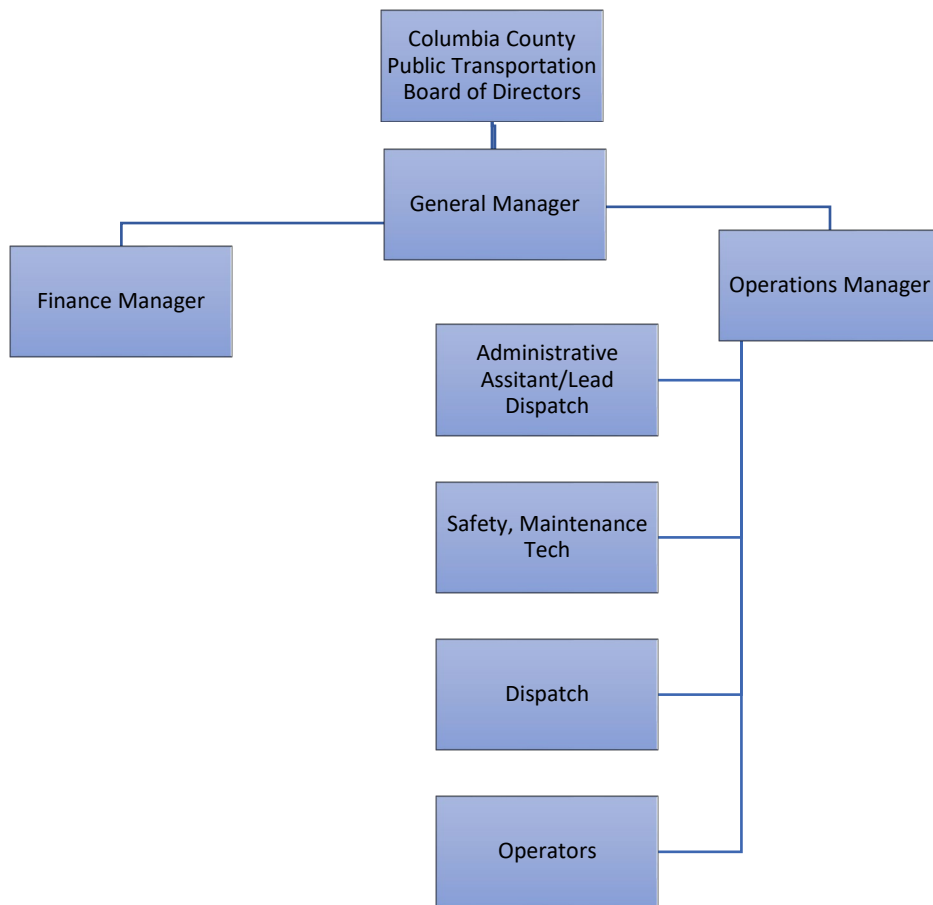 Columbia County
Public Transportation
Board of Directors
General Manager
Finance Manager
Operations Manager
Administrative
Assitant/Lead
Dispatch
Safety, Maintenance
Tech
Dispatch
Operators